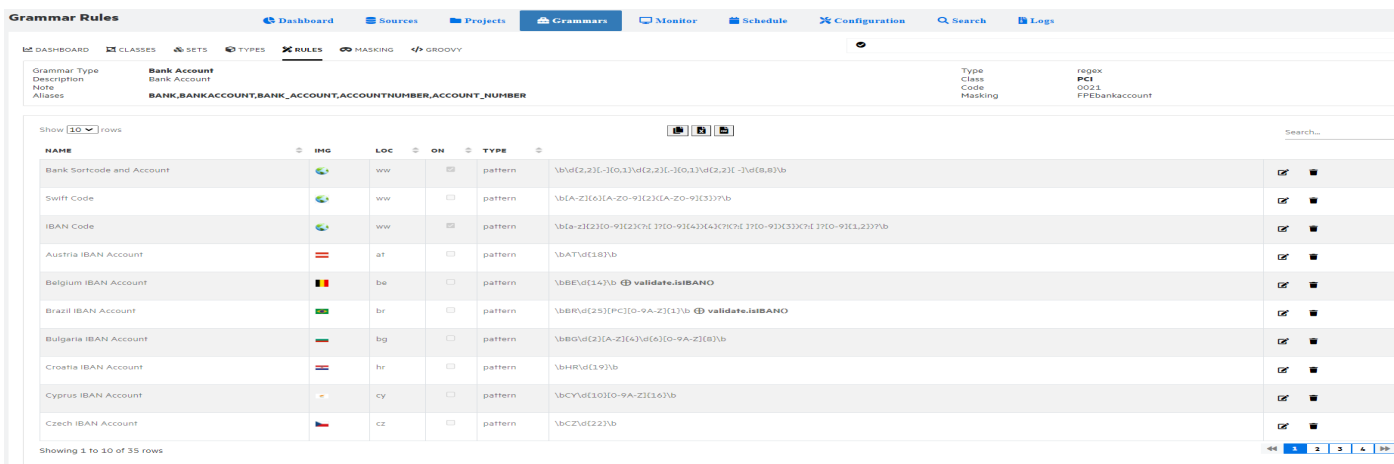 Grammar Rules
Dashboard Sources Projects Grammars Monitor Schedule Configuration Search Logs
DASHBOARD CLASSES SETS TYPES RULES MASKING GROOVY
Grammar Type Bank Account Type regex
Description Bank Account Class PCI
Note Code 0021
Aliases BANK,BANKACCOUNT,BANK_ACCOUNT,ACCOUNTNUMBER,ACCOUNT_NUMBER Masking FPEbankaccount
Show 10 rows Search...
NAME IMG LOC ON TYPE
Bank Sortcode and Account ww pattern \b\d{2,2}[,-]{0,1}\d{2,2}[,-]{0,1}\d{2,2}[ -]\d{8,8}\b
Swift Code ww pattern \b[A-Z]{6}[A-Z0-9]{2}([A-Z0-9]{3})?\b
IBAN Code ww pattern \b[a-z]{2}[0-9]{2}(?:[ ]?[0-9]{4}){4}(?!(?:[ ]?[0-9]){3})(?:[ ]?[0-9]{1,2})?\b
Austria IBAN Account at pattern \bAT\d{18}\b
Belgium IBAN Account be pattern \bBE\d{14}\b validate.isIBAN()
Brazil IBAN Account br pattern \bBR\d{25}[PC][0-9A-Z]{1}\b validate.isIBAN()
Bulgaria IBAN Account bg pattern \bBG\d{2}[A-Z]{4}\d{6}[0-9A-Z]{8}\b
Croatia IBAN Account hr pattern \bHR\d{19}\b
Cyprus IBAN Account cy pattern \bCY\d{10}[0-9A-Z]{16}\b
Czech IBAN Account cz pattern \bCZ\d{22}\b
Showing 1 to 10 of 35 rows 1 2 3 4